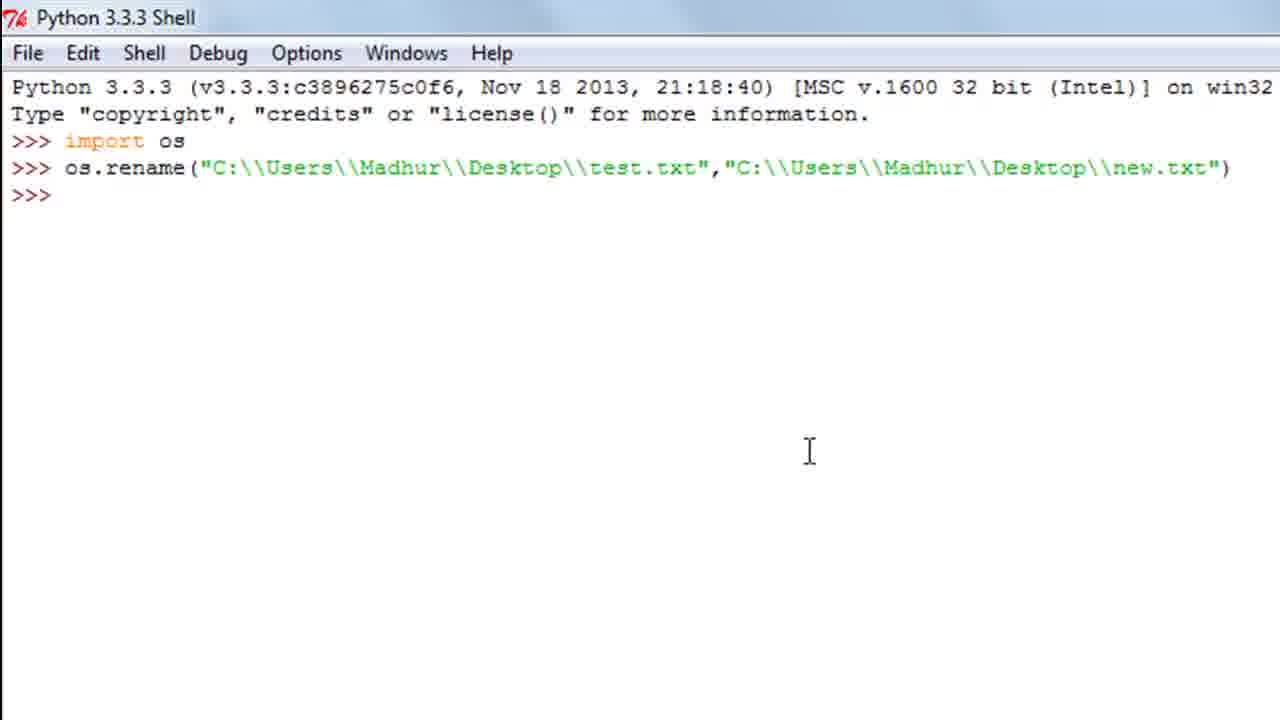 Python 3.3.3 Shell
File Edit Shell Debug Options Windows Help
Python 3.3.3 (v3.3.3:c3896275c0f6, Nov 18 2013, 21:18:40) [MSC v.1600 32 bit (Intel)] on win32
Type "copyright", "credits" or "license()" for more information.
>>> import os
>>> os.rename("C:\\Users\\Madhur\\Desktop\\test.txt","C:\\Users\\Madhur\\Desktop\\new.txt")
>>>